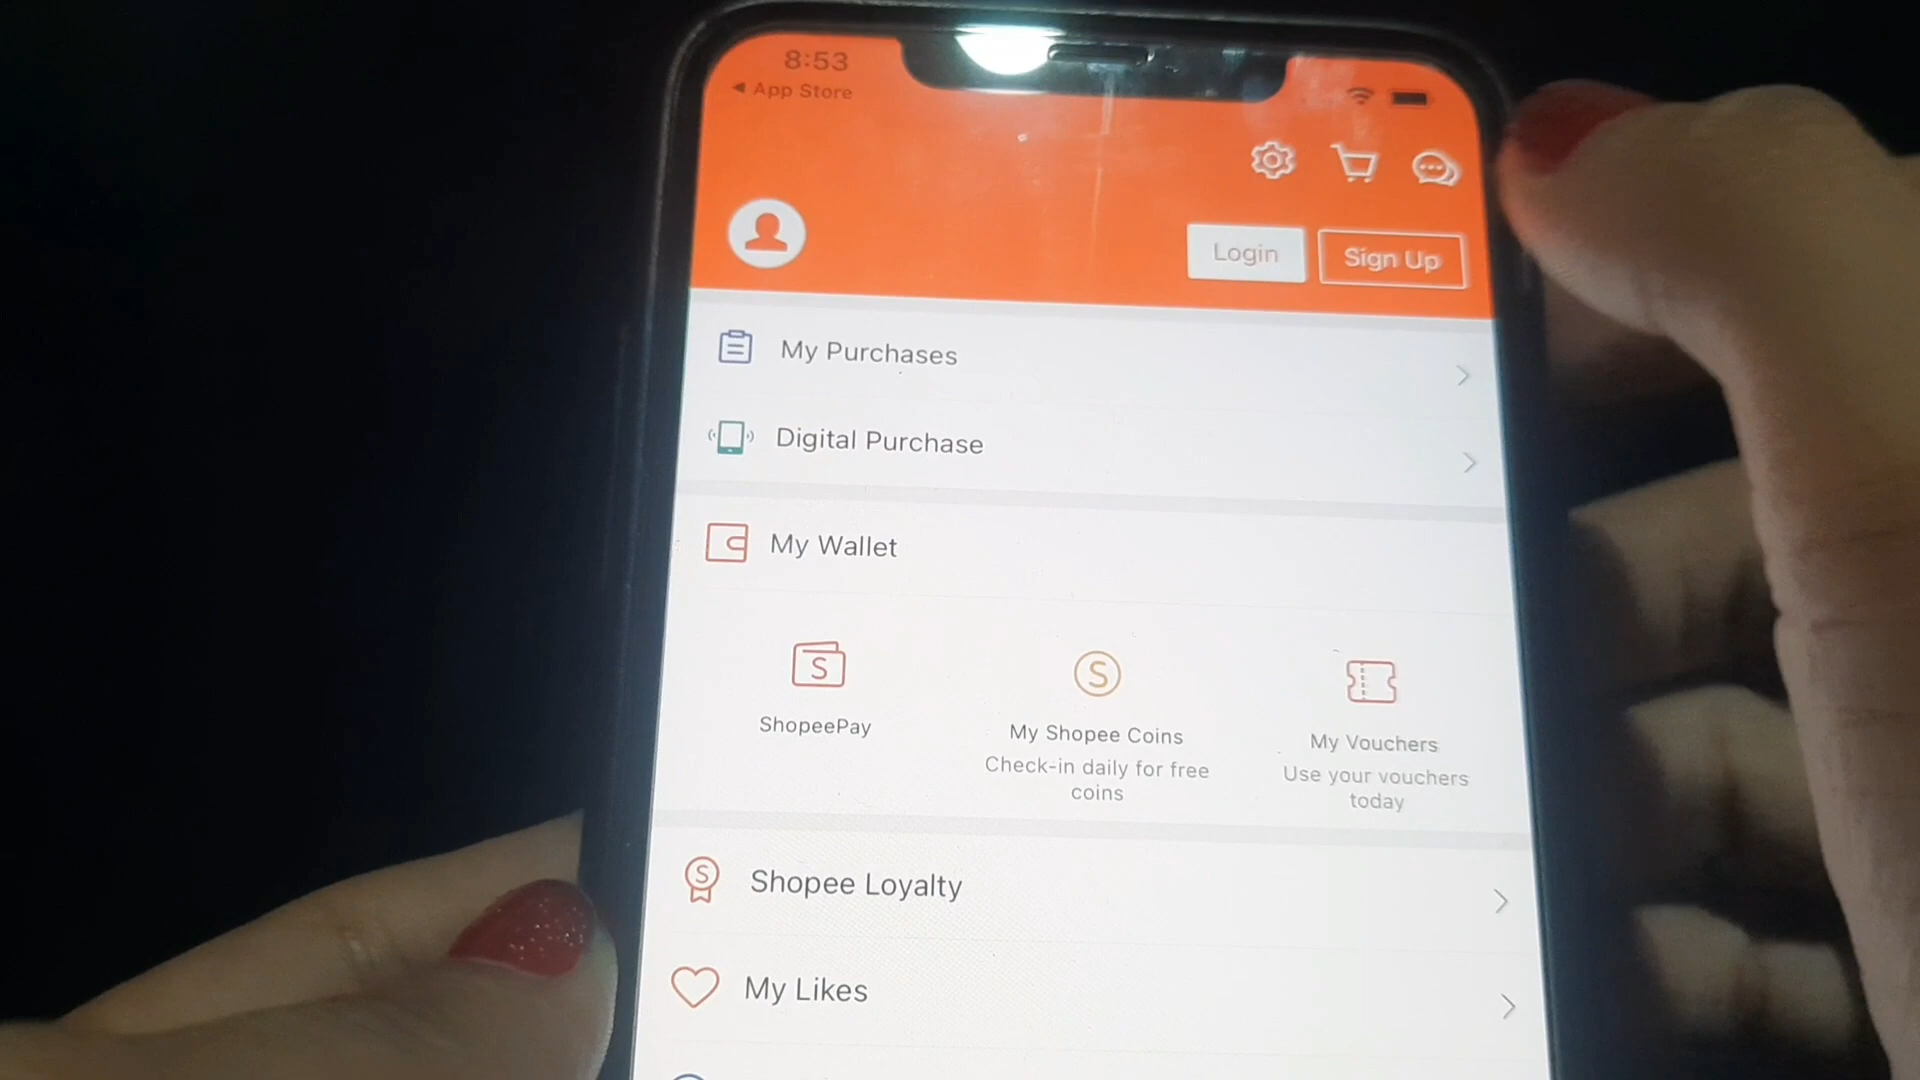 8:53
App Store
Login
Sign Up
My Purchases
Digital Purchase
My Wallet
ShopeePay
My Shopee Coins
Check-in daily for free
coins
My Vouchers
Use your vouchers
today
Shopee Loyalty
My Likes